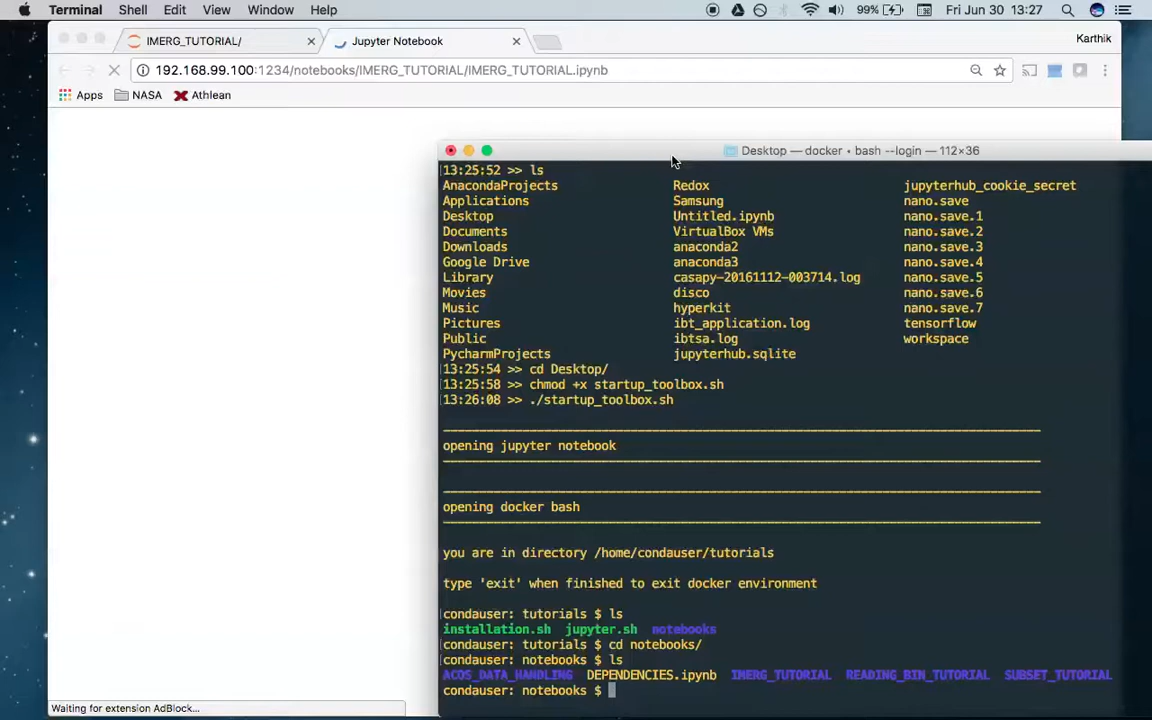 Terminal Shell Edit View Window Help 99% Fri Jun 30 13:27
IMERG_TUTORIAL/ Jupyter Notebook Karthik
192.168.99.100:1234/notebooks/IMERG_TUTORIAL/IMERG_TUTORIAL.ipynb
Apps NASA Athlean
Desktop — docker • bash --login — 112×36
13:25:52 >> ls
AnacondaProjects Redox jupyterhub_cookie_secret
Applications Samsung nano.save
Desktop Untitled.ipynb nano.save.1
Documents VirtualBox VMs nano.save.2
Downloads anaconda2 nano.save.3
Google Drive anaconda3 nano.save.4
Library casapy-20161112-003714.log nano.save.5
Movies disco nano.save.6
Music hyperkit nano.save.7
Pictures ibt_application.log tensorflow
Public ibtsa.log workspace
PycharmProjects jupyterhub.sqlite
13:25:54 >> cd Desktop/
13:25:58 >> chmod +x startup_toolbox.sh
13:26:08 >> ./startup_toolbox.sh
opening jupyter notebook
opening docker bash
you are in directory /home/condauser/tutorials
type 'exit' when finished to exit docker environment
condauser: tutorials $ ls
installation.sh jupyter.sh notebooks
condauser: tutorials $ cd notebooks/
condauser: notebooks $ ls
ACOS_DATA_HANDLING DEPENDENCIES.ipynb IMERG_TUTORIAL READING_BIN_TUTORIAL SUBSET_TUTORIAL
condauser: notebooks $
Waiting for extension AdBlock...